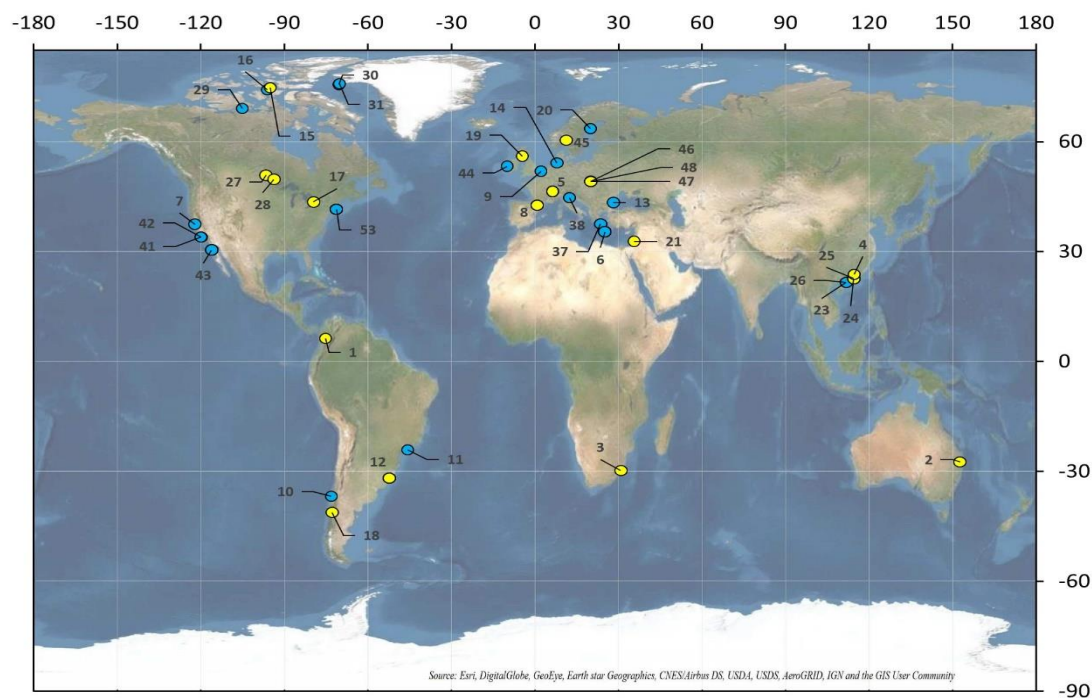 -180 -150 -120 -90 -60 -30 0 30 60 90 120 150 180
16 30
29 14 20
31
19 15 45 46 60
17 48
44 5 47
27
28 9
7 8 13
42 53 38 25 4
41 37 21 30
43 6 26
23 24
1 0
3
12 11 2 -30
10
18
-60
Source: Esri, DigitalGlobe, GeoEye, Earth star Geographics, CNES/Airbus DS, USDA, USDS, AeroGRID, IGN and the GIS User Community
-90